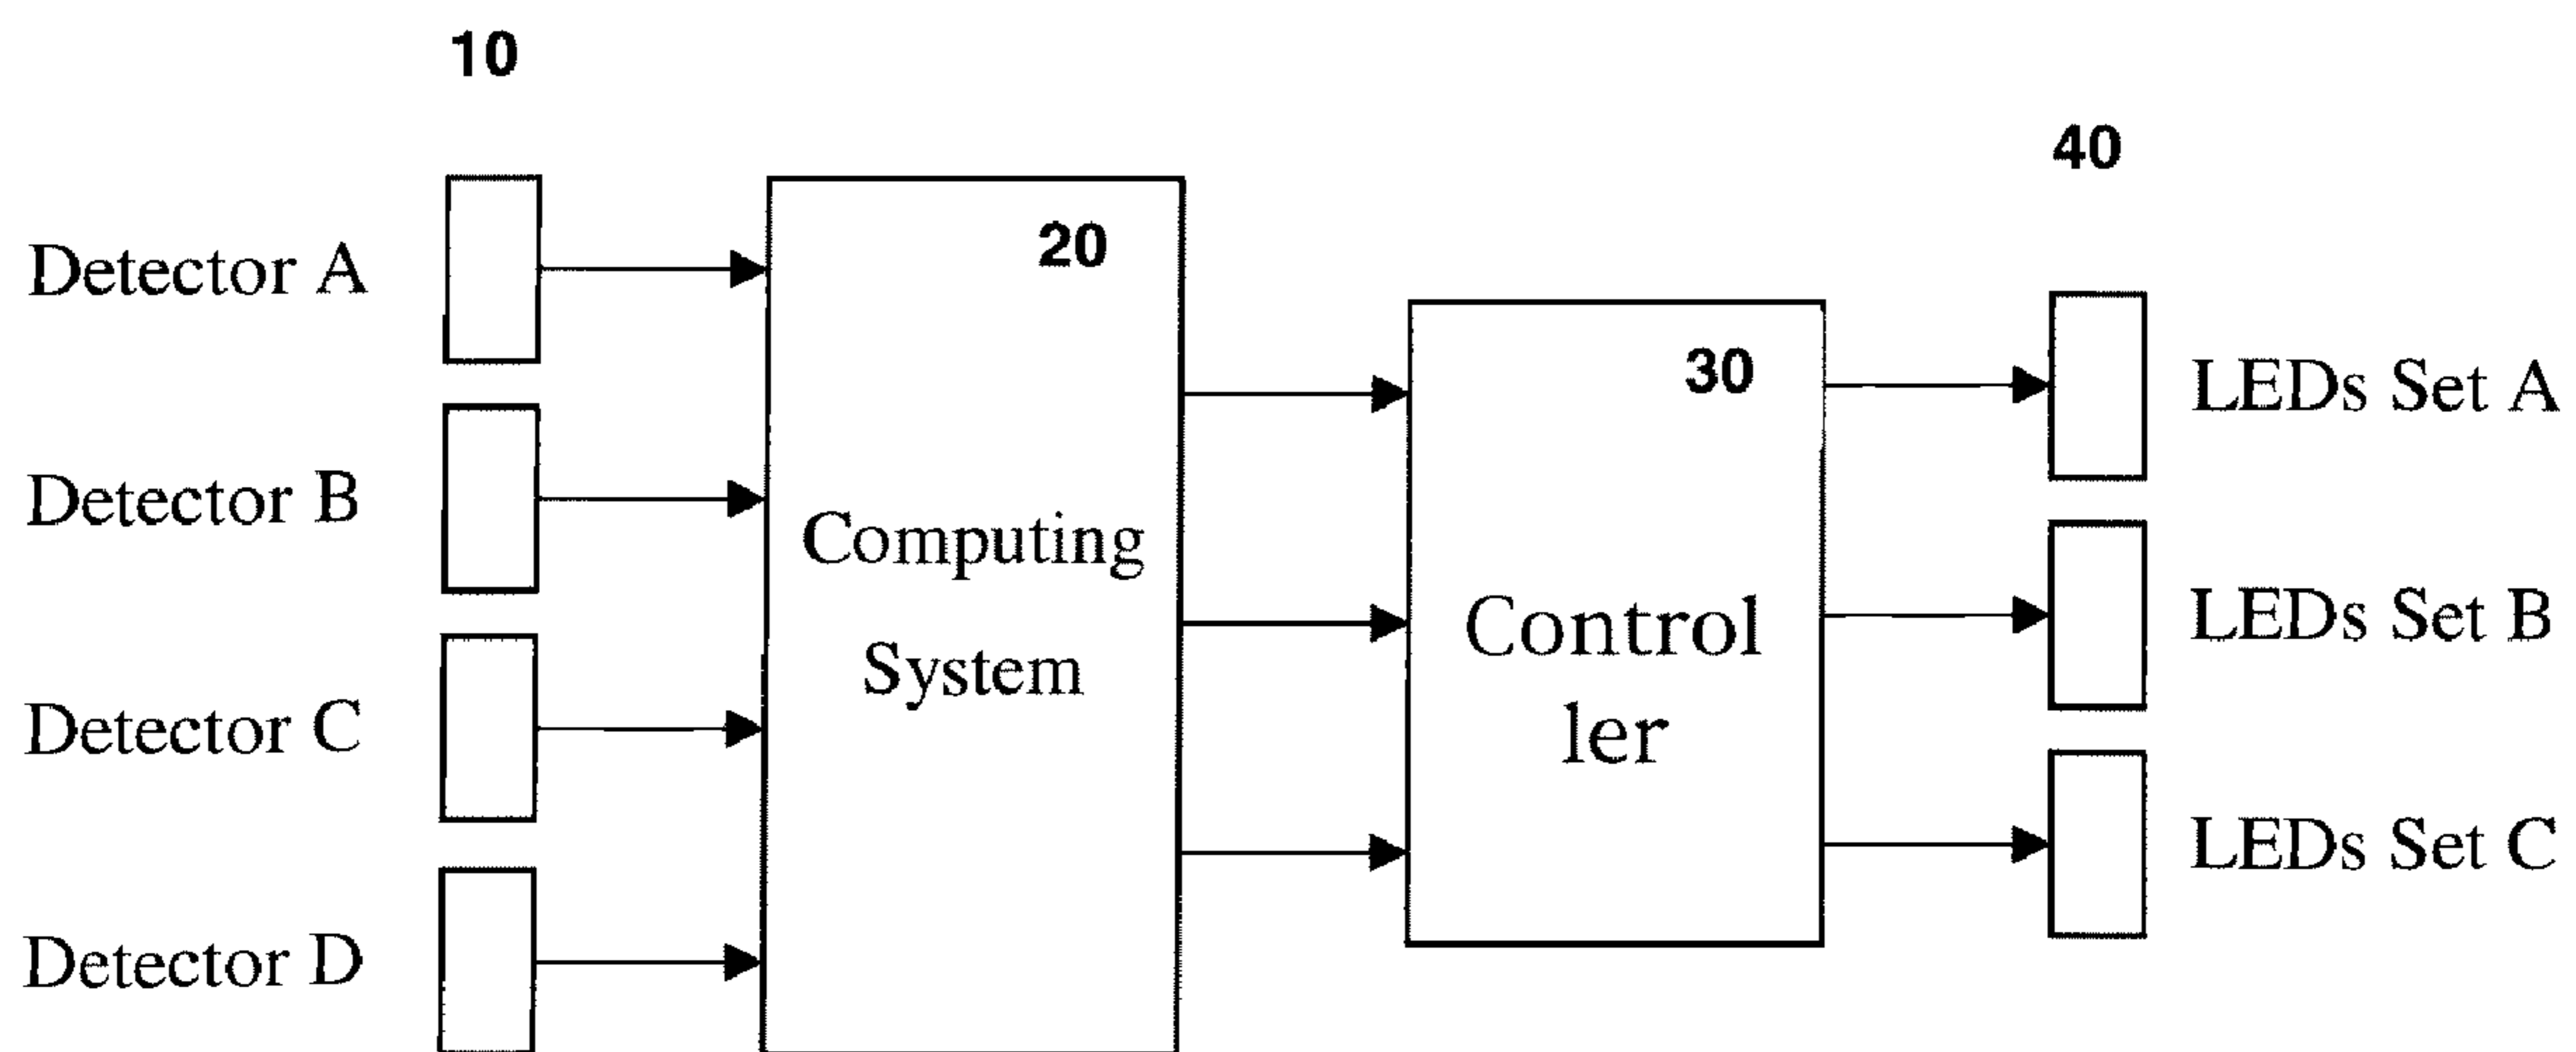 10
40
Detector A
20
Detector B
Computing
System
Detector C
Detector D
30
Control
ler
LEDs Set A
LEDs Set B
LEDs Set C